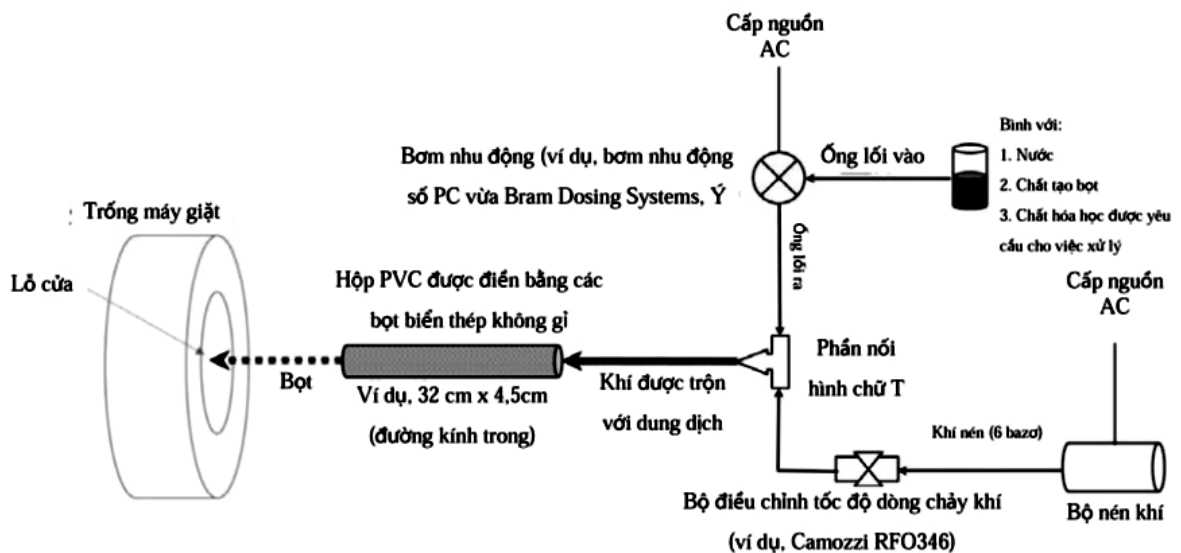 Cấp nguồn
AC
Bình với:
1. Nước
2. Chất tạo bọt
3. Chất hóa học được yêu
cầu cho việc xử lý
Ống lối vào
Bơm nhu động (ví dụ, bơm nhu động
số PC vừa Bram Dosing Systems, Ý
Ống lối ra
Trống máy giặt
Lỗ cửa
Hộp PVC được điền bằng các
bọt biển thép không gỉ
Cấp nguồn
AC
Phần nối
hình chữ T
Bọt
Ví dụ, 32 cm x 4,5cm
(đường kính trong)
Khí được trộn
với dung dịch
Khí nén (6 bazơ)
Bộ điều chỉnh tốc độ dòng chảy khí
(ví dụ, Camozzi RFO346)
Bộ nén khí